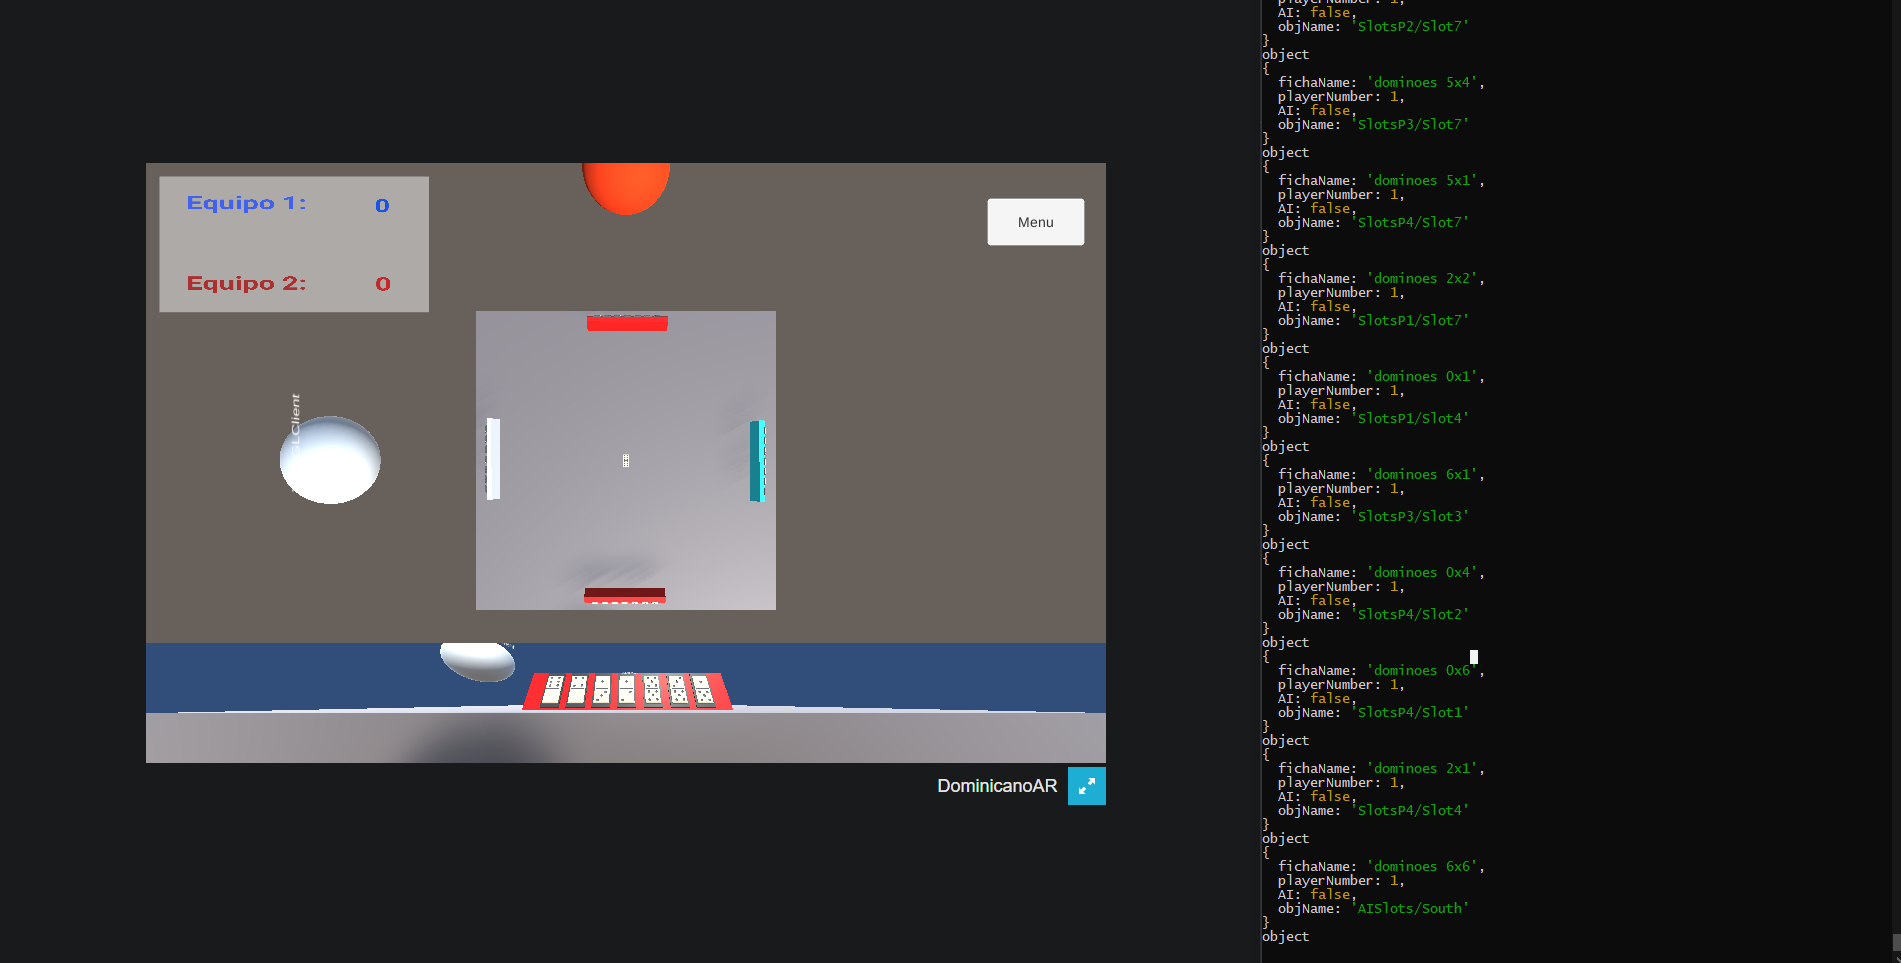 Equipo 1: 0
Equipo 2: 0
Menu
GLClient
DominicanoAR
AI: false,
objName: 'SlotsP2/Slot7'
}
object
{
fichaName: 'dominoes 5x4',
playerNumber: 1,
AI: false,
objName: 'SlotsP3/Slot7'
}
object
{
fichaName: 'dominoes 5x1',
playerNumber: 1,
AI: false,
objName: 'SlotsP4/Slot7'
}
object
{
fichaName: 'dominoes 2x2',
playerNumber: 1,
AI: false,
objName: 'SlotsP1/Slot7'
}
object
{
fichaName: 'dominoes 0x1',
playerNumber: 1,
AI: false,
objName: 'SlotsP1/Slot4'
}
object
{
fichaName: 'dominoes 6x1',
playerNumber: 1,
AI: false,
objName: 'SlotsP3/Slot3'
}
object
{
fichaName: 'dominoes 0x4',
playerNumber: 1,
AI: false,
objName: 'SlotsP4/Slot2'
}
object
{
fichaName: 'dominoes 0x6',
playerNumber: 1,
AI: false,
objName: 'SlotsP4/Slot1'
}
object
{
fichaName: 'dominoes 2x1',
playerNumber: 1,
AI: false,
objName: 'SlotsP4/Slot4'
}
object
{
fichaName: 'dominoes 6x6',
playerNumber: 1,
AI: false,
objName: 'AISlots/South'
}
object